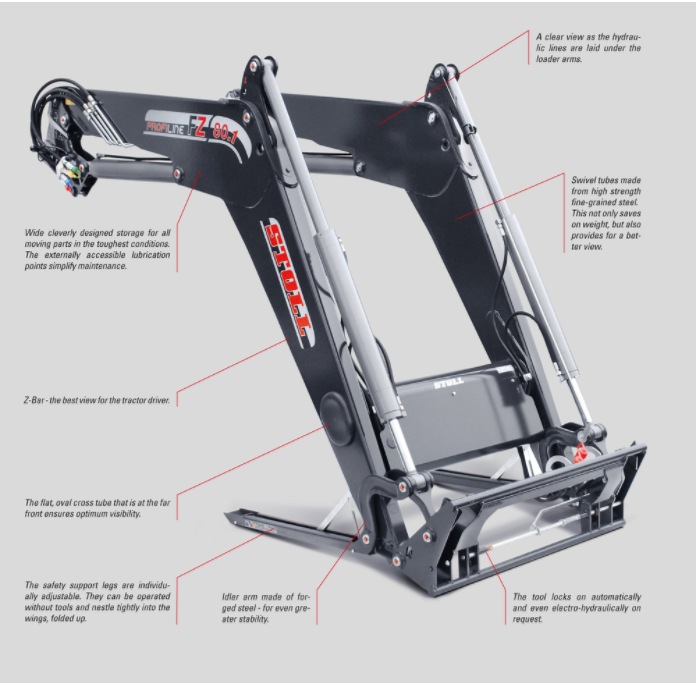 A clear view as the hydrau-
lic lines are laid under the
loader arms.
PROFILINE FZ 80.1
Swivel tubes made
from high strength
fine-grained steel.
This not only saves
on weight, but also
provides for a bet-
ter view.
Wide cleverly designed storage for all
moving parts in the toughest conditions.
The externally accessible lubrication
points simplify maintenance.
STOLL
STOLL
Z-Bar - the best view for the tractor driver.
The flat, oval cross tube that is at the far
front ensures optimum visibility.
The safety support legs are individu-
ally adjustable. They can be operated
without tools and nestle tightly into the
wings, folded up.
Idler arm made of for-
ged steel - for even gre-
ater stability.
The tool locks on automatically
and even electro-hydraulically on
request.